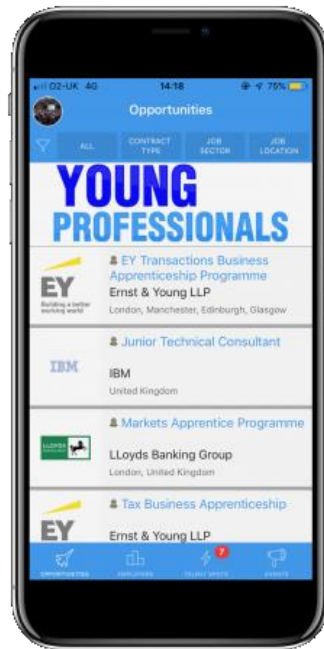 O2-UK 4G 14:18 75%
Opportunities
ALL
CONTRACT TYPE
JOB SECTOR
JOB LOCATION
YOUNG
PROFESSIONALS
EY
Building a better
working world
EY Transactions Business
Apprenticeship Programme
Ernst & Young LLP
London, Manchester, Edinburgh, Glasgow
IBM
Junior Technical Consultant
IBM
United Kingdom
LLOYDS
Markets Apprentice Programme
LLoyds Banking Group
London, United Kingdom
EY
Tax Business Apprenticeship
Ernst & Young LLP
7
OPPORTUNITIES
EMPLOYERS
TALENT SPOTS
EVENTS